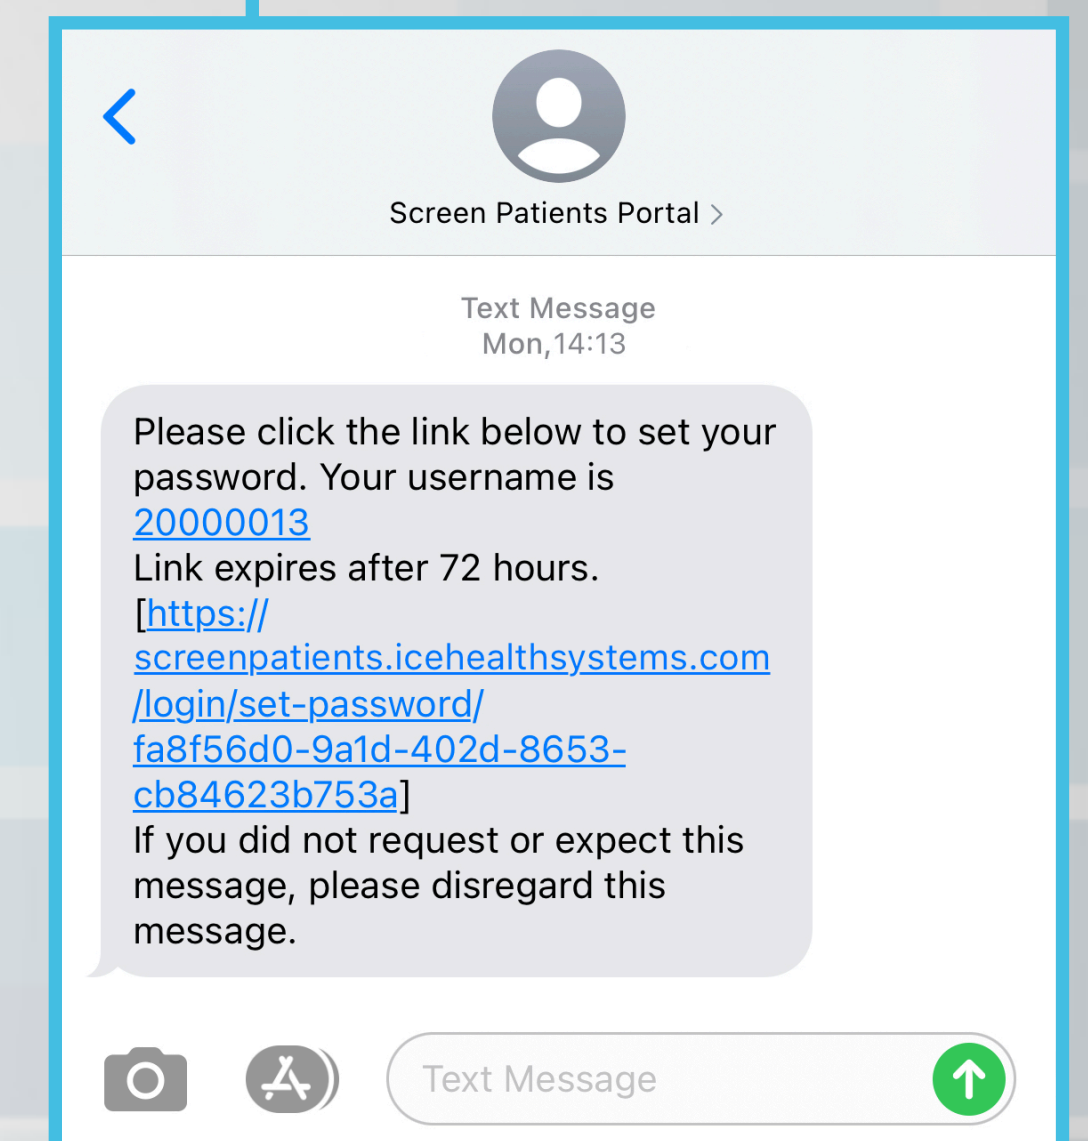 Screen Patients Portal
Text Message
Mon,14:13
Please click the link below to set your
password. Your username is
20000013
Link expires after 72 hours.
[https://
screenpatients.icehealthsystems.com
/login/set-password/
fa8f56d0-9a1d-402d-8653-
cb84623b753a]
If you did not request or expect this
message, please disregard this
message.
Text Message